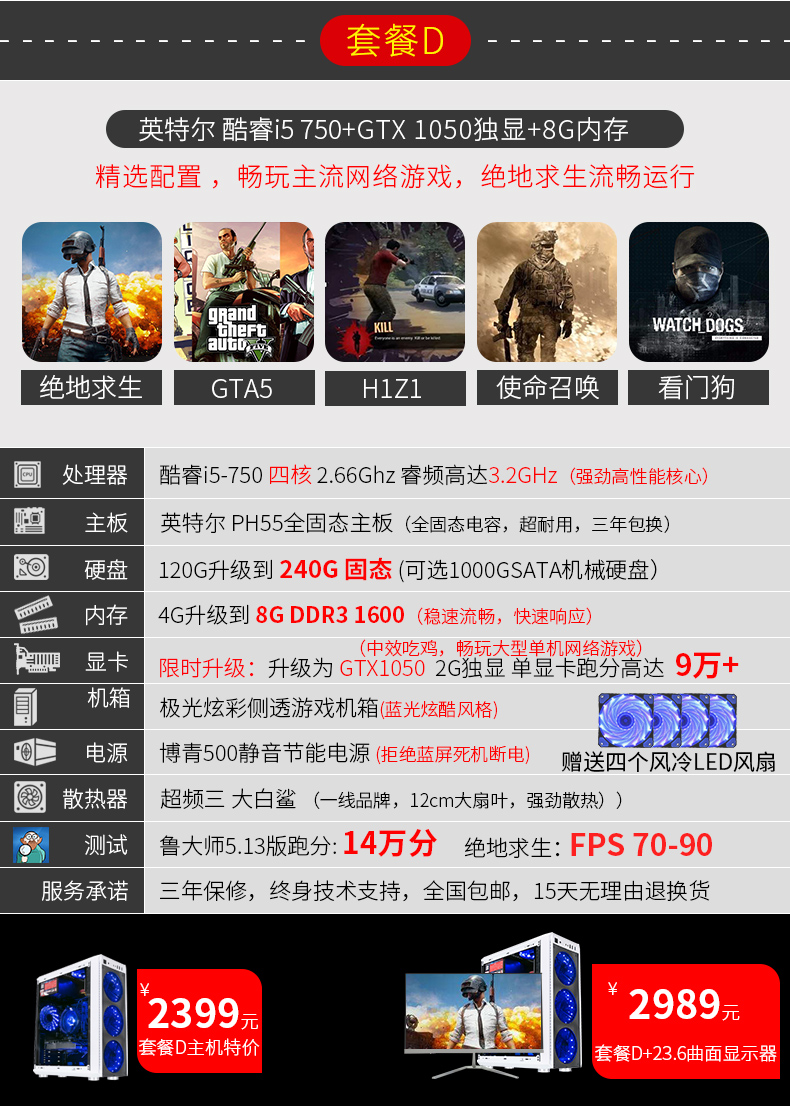 套餐D
英特尔 酷睿i5 750+GTX 1050独显+8G内存
精选配置，畅玩主流网络游戏，绝地求生流畅运行
grand
theft
auto
V
KILL
Everyone is an enemy. Kill or be killed
WATCH_DOGS
绝地求生
GTA5
H1Z1
使命召唤
看门狗
处理器
酷睿i5-750 四核 2.66Ghz 睿频高达3.2GHz（强劲高性能核心）
主板
英特尔 PH55全固态主板（全固态电容，超耐用，三年包换）
硬盘
120G升级到 240G 固态 (可选1000GSATA机械硬盘）
内存
4G升级到 8G DDR3 1600（稳速流畅，快速响应）
显卡
（中效吃鸡，畅玩大型单机网络游戏）
限时升级：升级为 GTX1050 2G独显 单显卡跑分高达 9万+
机箱
极光炫彩侧透游戏机箱(蓝光炫酷风格)
电源
博青500静音节能电源 (拒绝蓝屏死机断电)
赠送四个风冷LED风扇
散热器
超频三 大白鲨 （一线品牌，12cm大扇叶，强劲散热））
测试
鲁大师5.13版跑分: 14万分 绝地求生：FPS 70-90
服务承诺
三年保修，终身技术支持，全国包邮，15天无理由退换货
¥
2399元
套餐D主机特价
¥
2989元
套餐D+23.6曲面显示器